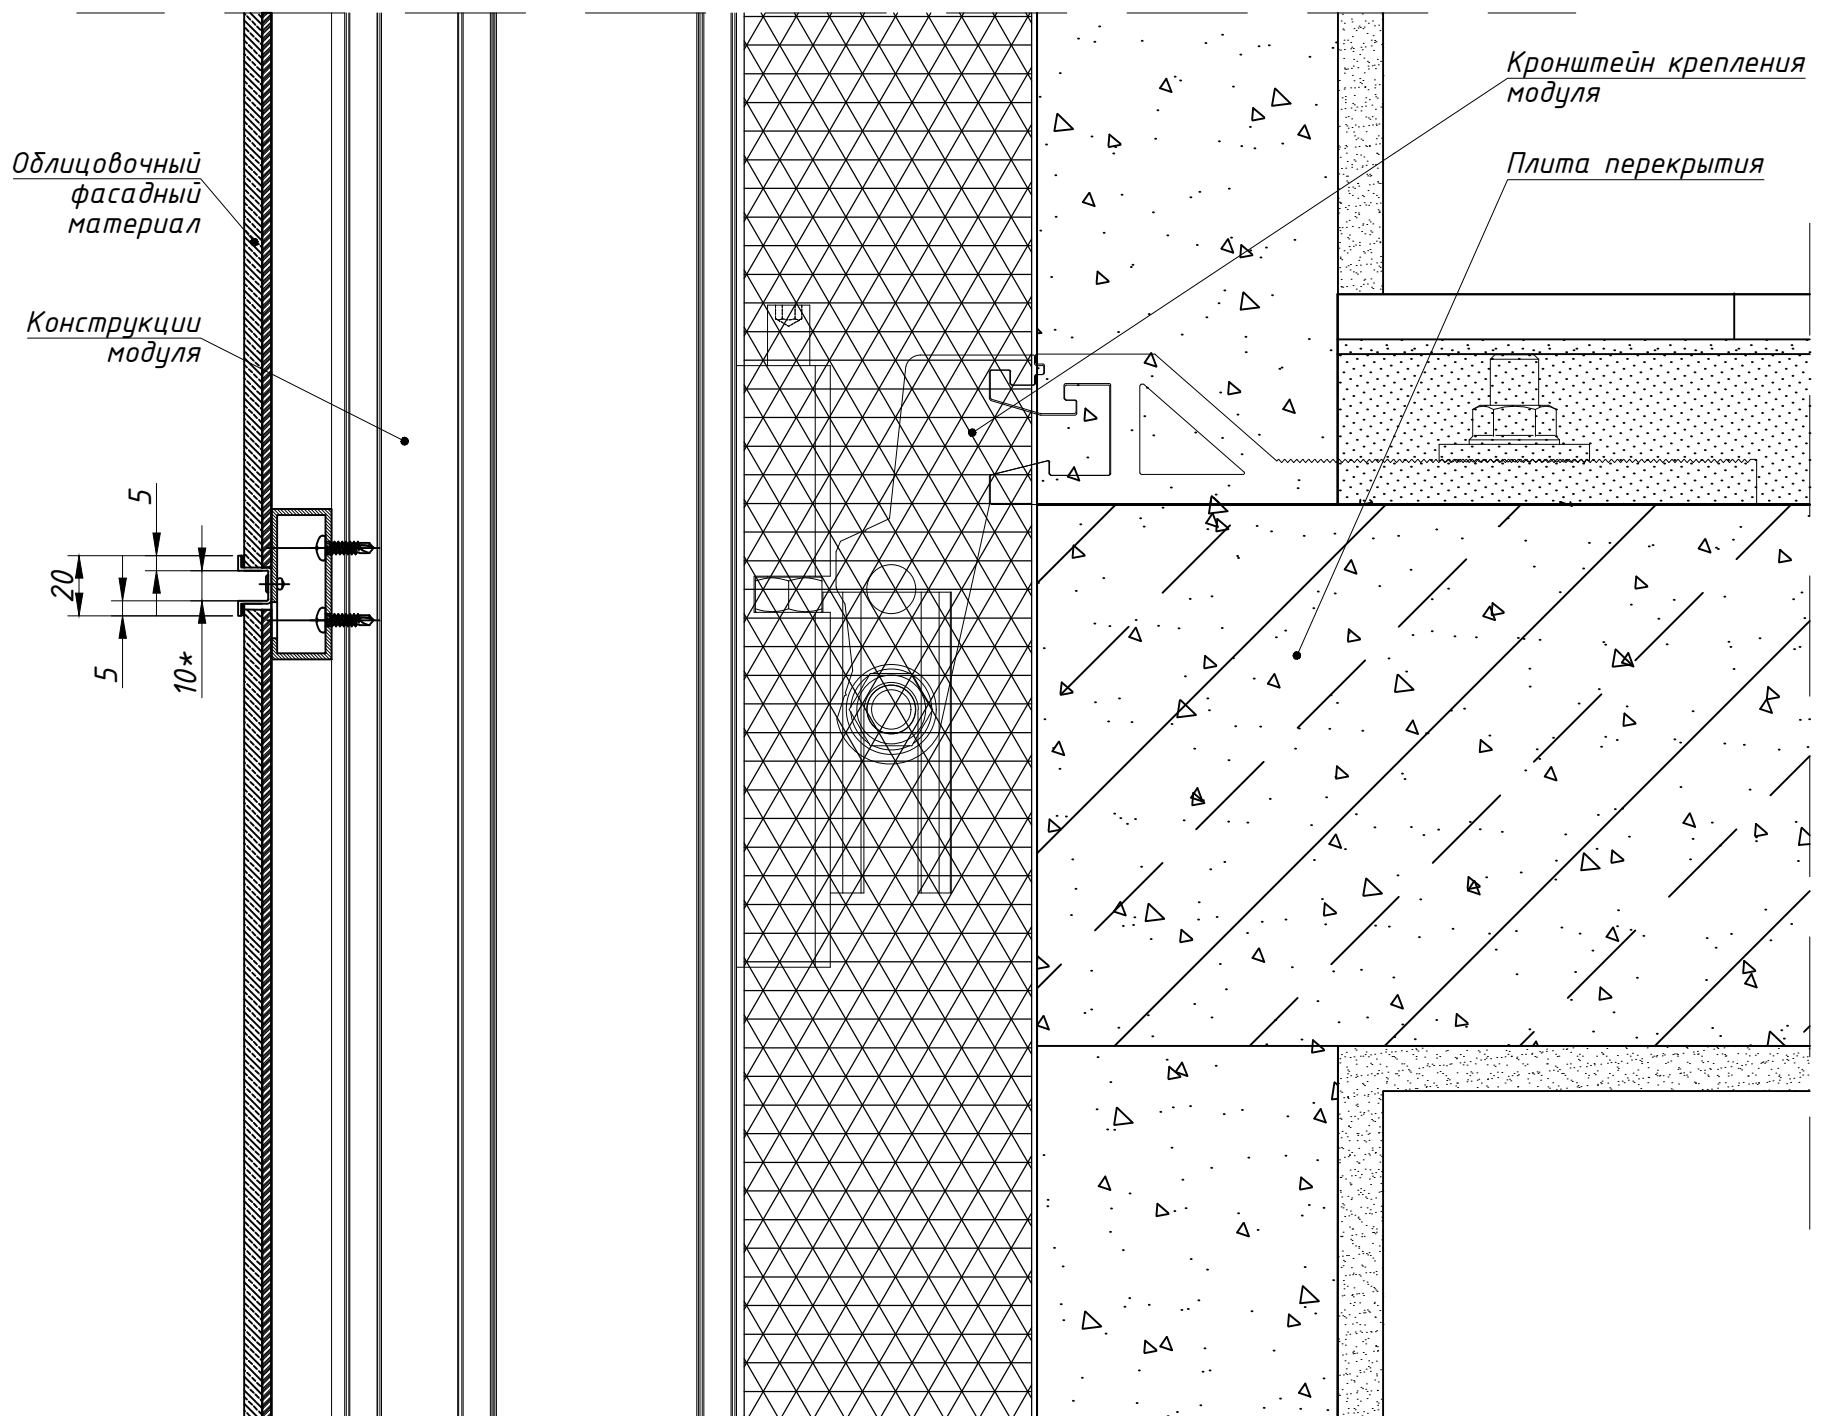 Кронштейн крепления
модуля
Плита перекрытия
Облицовочный
фасадный
материал
Конструкции
модуля
5
20
5
10*